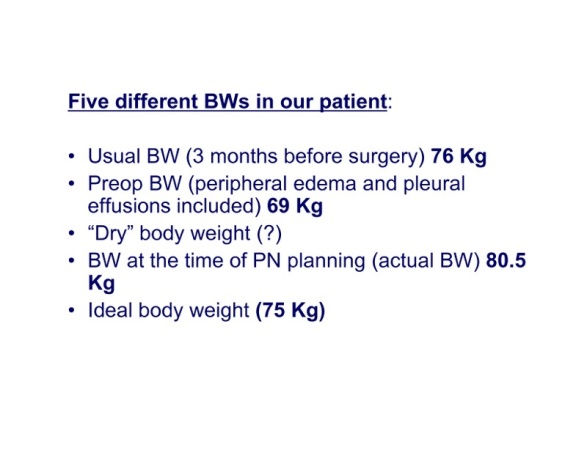 Five different BWs in our patient:
• Usual BW (3 months before surgery) 76 Kg
• Preop BW (peripheral edema and pleural
effusions included) 69 Kg
• “Dry” body weight (?)
• BW at the time of PN planning (actual BW) 80.5
Kg
• Ideal body weight (75 Kg)